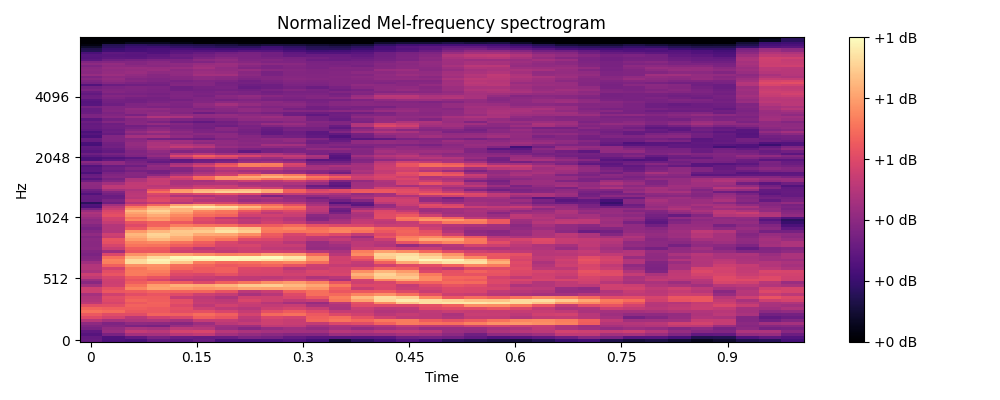 Normalized Mel-frequency spectrogram
Hz
4096
2048
1024
512
0
0 0.15 0.3 0.45 0.6 0.75 0.9
Time
+1 dB
+1 dB
+1 dB
+0 dB
+0 dB
+0 dB